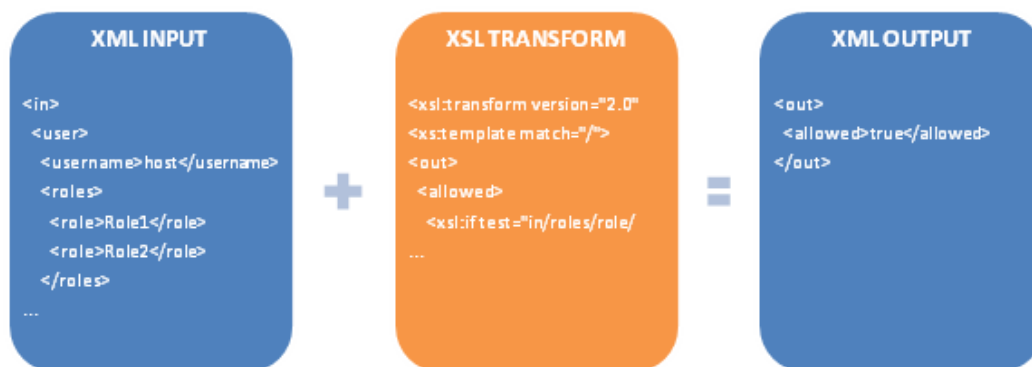 XML INPUT
<in>
<user>
<username>host</username>
<roles>
<role>Role1</role>
<role>Role2</role>
</roles>
...
XSL TRANSFORM
<xsl:transform version="2.0"
<xs:template match="/">
<out>
<allowed>
<xsl:if test="in/roles/role/
...
XML OUTPUT
<out>
<allowed>true</allowed>
</out>